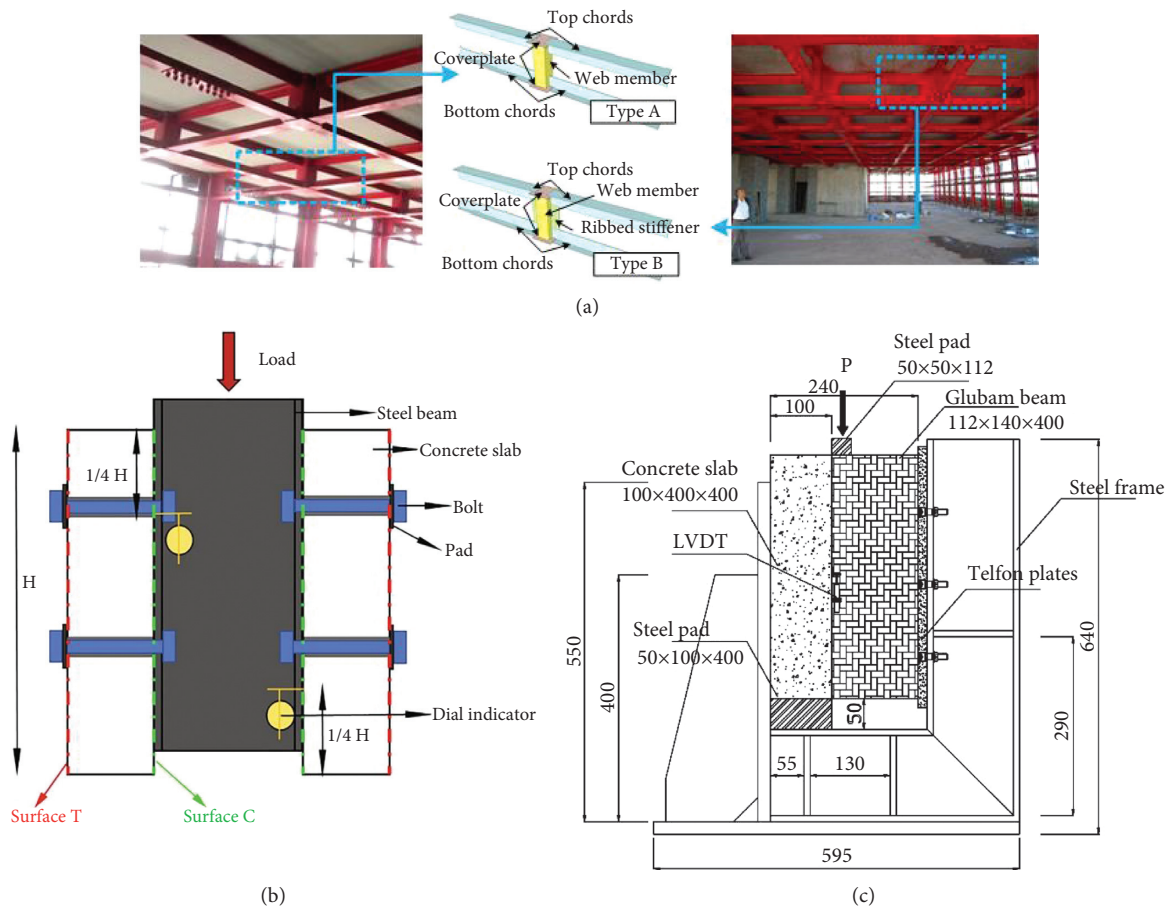 Top chords
Coverplate
Web member
Bottom chords
Type A
Top chords
Web member
Coverplate
Ribbed stiffener
Bottom chords
Type B
(a)
Load
Steel beam
Concrete slab
1/4 H
Bolt
Pad
H
Dial indicator
1/4 H
Surface T
Surface C
(b)
Steel pad
50×50×112
P
240
100
Glubam beam
112×140×400
Concrete slab
100×400×400
Steel frame
LVDT
Telfon plates
Steel pad
50×100×400
550
400
50
640
290
55
130
595
(c)